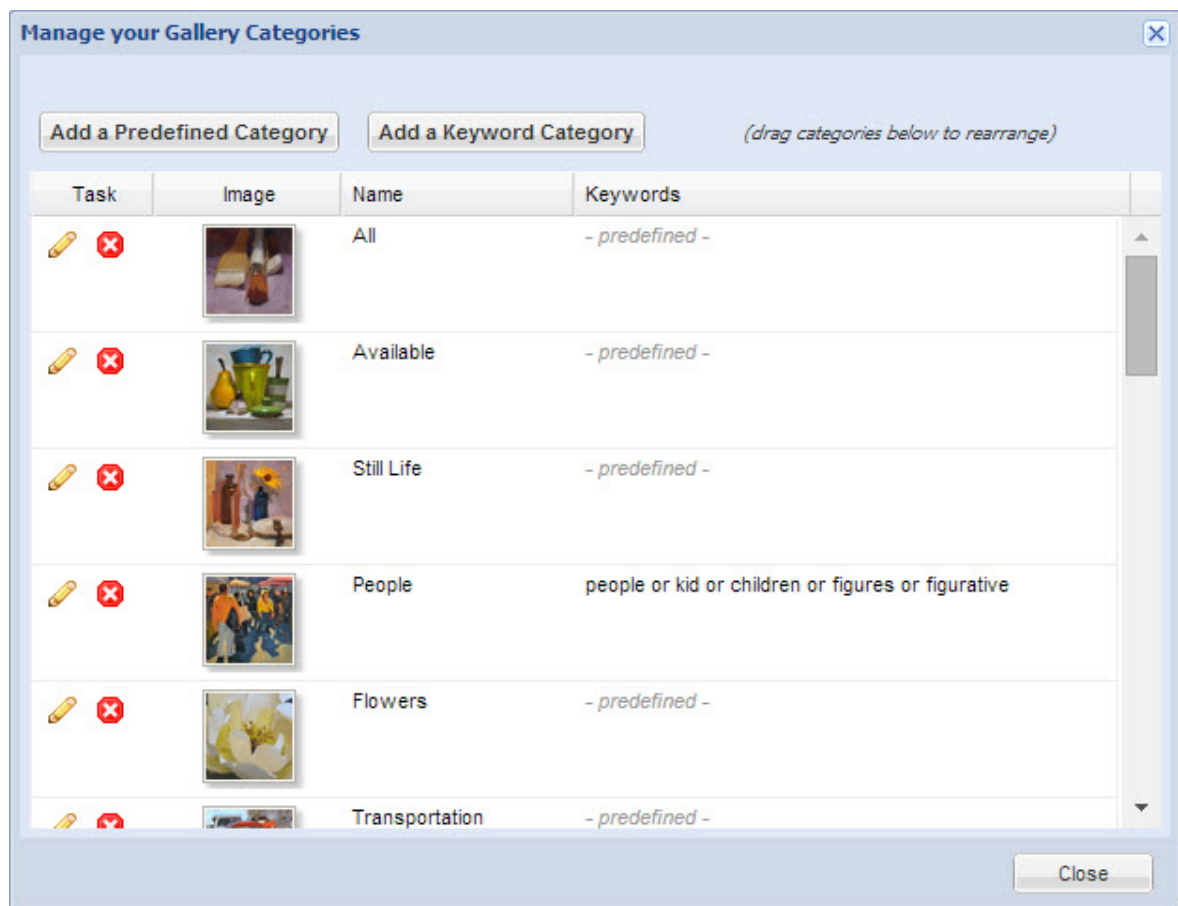 Manage your Gallery Categories
Add a Predefined Category Add a Keyword Category (drag categories below to rearrange)
Task Image Name Keywords
All - predefined -
Available - predefined -
Still Life - predefined -
People people or kid or children or figures or figurative
Flowers - predefined -
Transportation - predefined -
Close